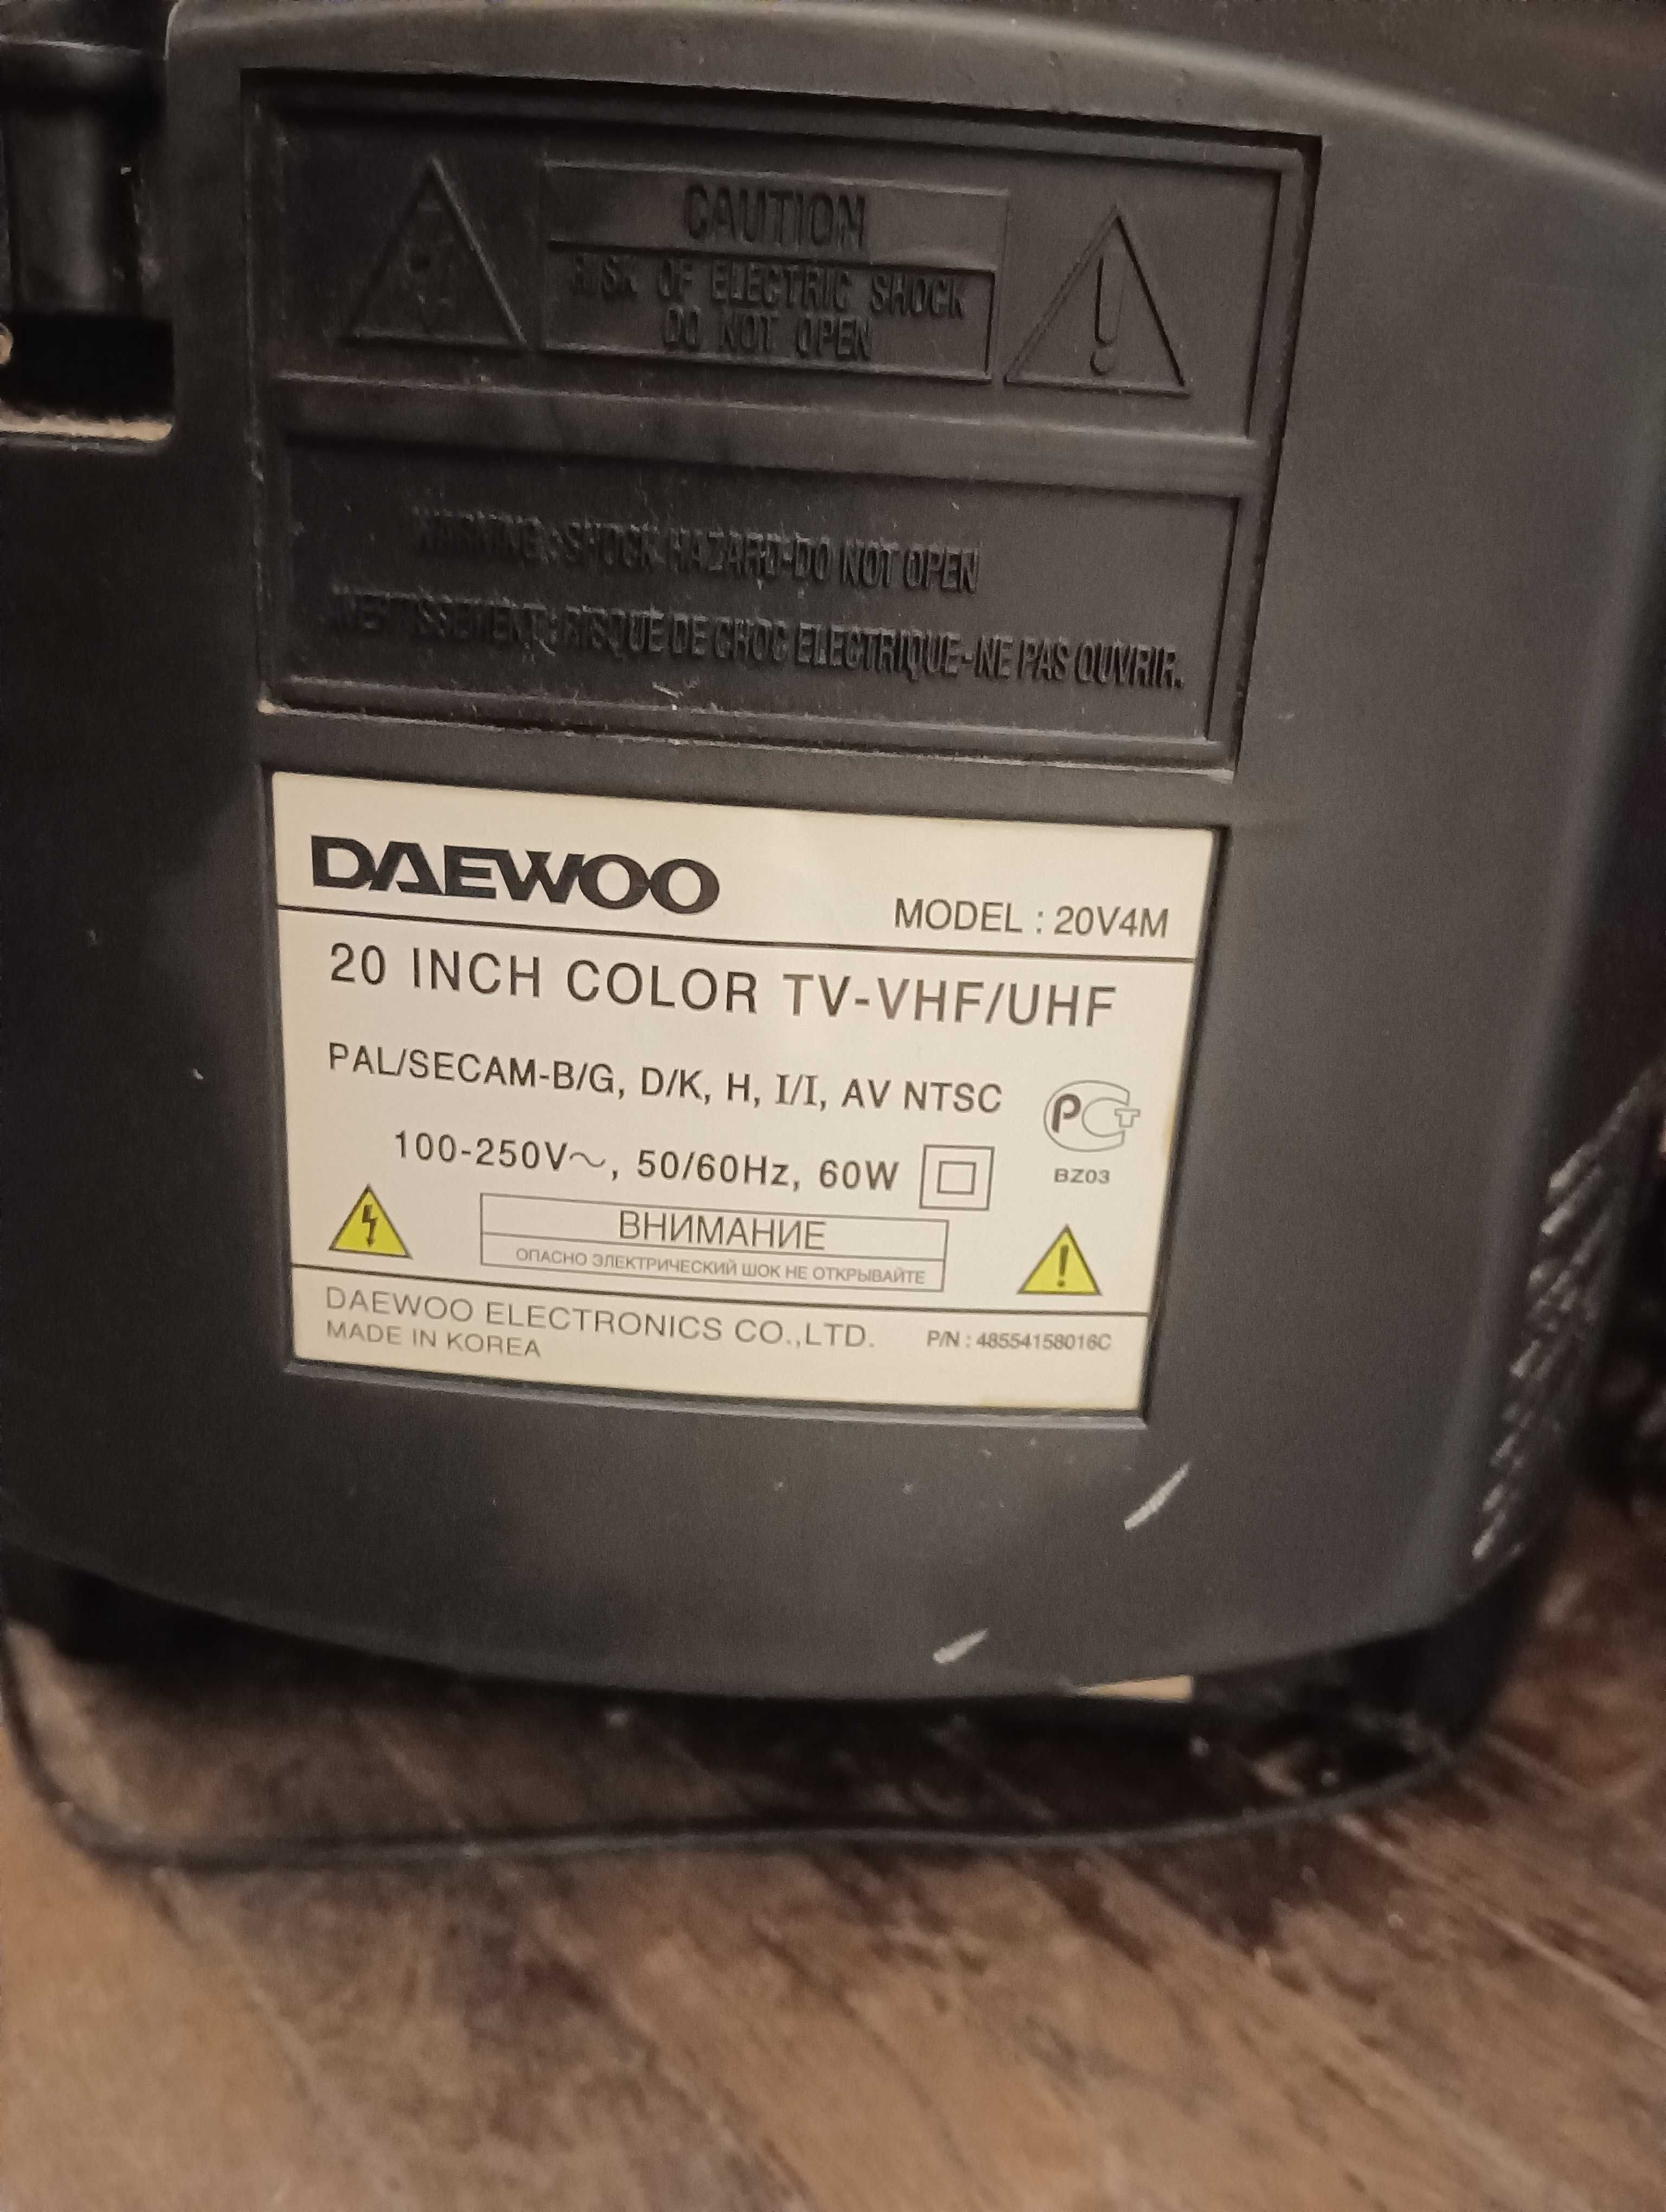 CAUTION
RISK OF ELECTRIC SHOCK
DO NOT OPEN
WARNING : SHOCK HAZARD-DO NOT OPEN
AVERTISSEMENT : RISQUE DE CHOC ELECTRIQUE-NE PAS OUVRIR.
DAEWOO
MODEL : 20V4M
20 INCH COLOR TV-VHF/UHF
PAL/SECAM-B/G, D/K, H, I/I, AV NTSC
PCT
100-250V～, 50/60Hz, 60W
BZ03
ВНИМАНИЕ
ОПАСНО ЭЛЕКТРИЧЕСКИЙ ШОК НЕ ОТКРЫВАЙТЕ
DAEWOO ELECTRONICS CO.,LTD.
P/N : 48554158016C
MADE IN KOREA